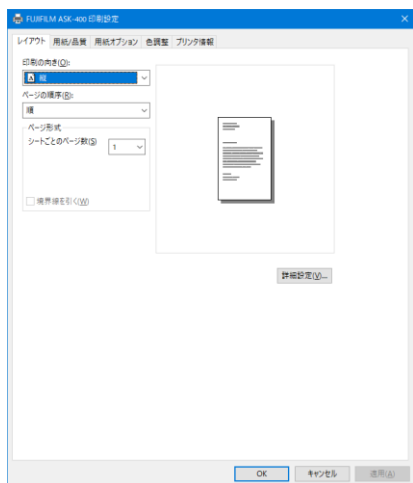 FUJIFILM ASK-400 印刷設定
レイアウト 用紙/品質 用紙オプション 色調整 プリンタ情報
印刷の向き(O):
A 縦
ページの順序(R):
順
ページ形式
シートごとのページ数(S) 1
境界線を引く(W)
詳細設定(V)...
OK キャンセル 適用(A)